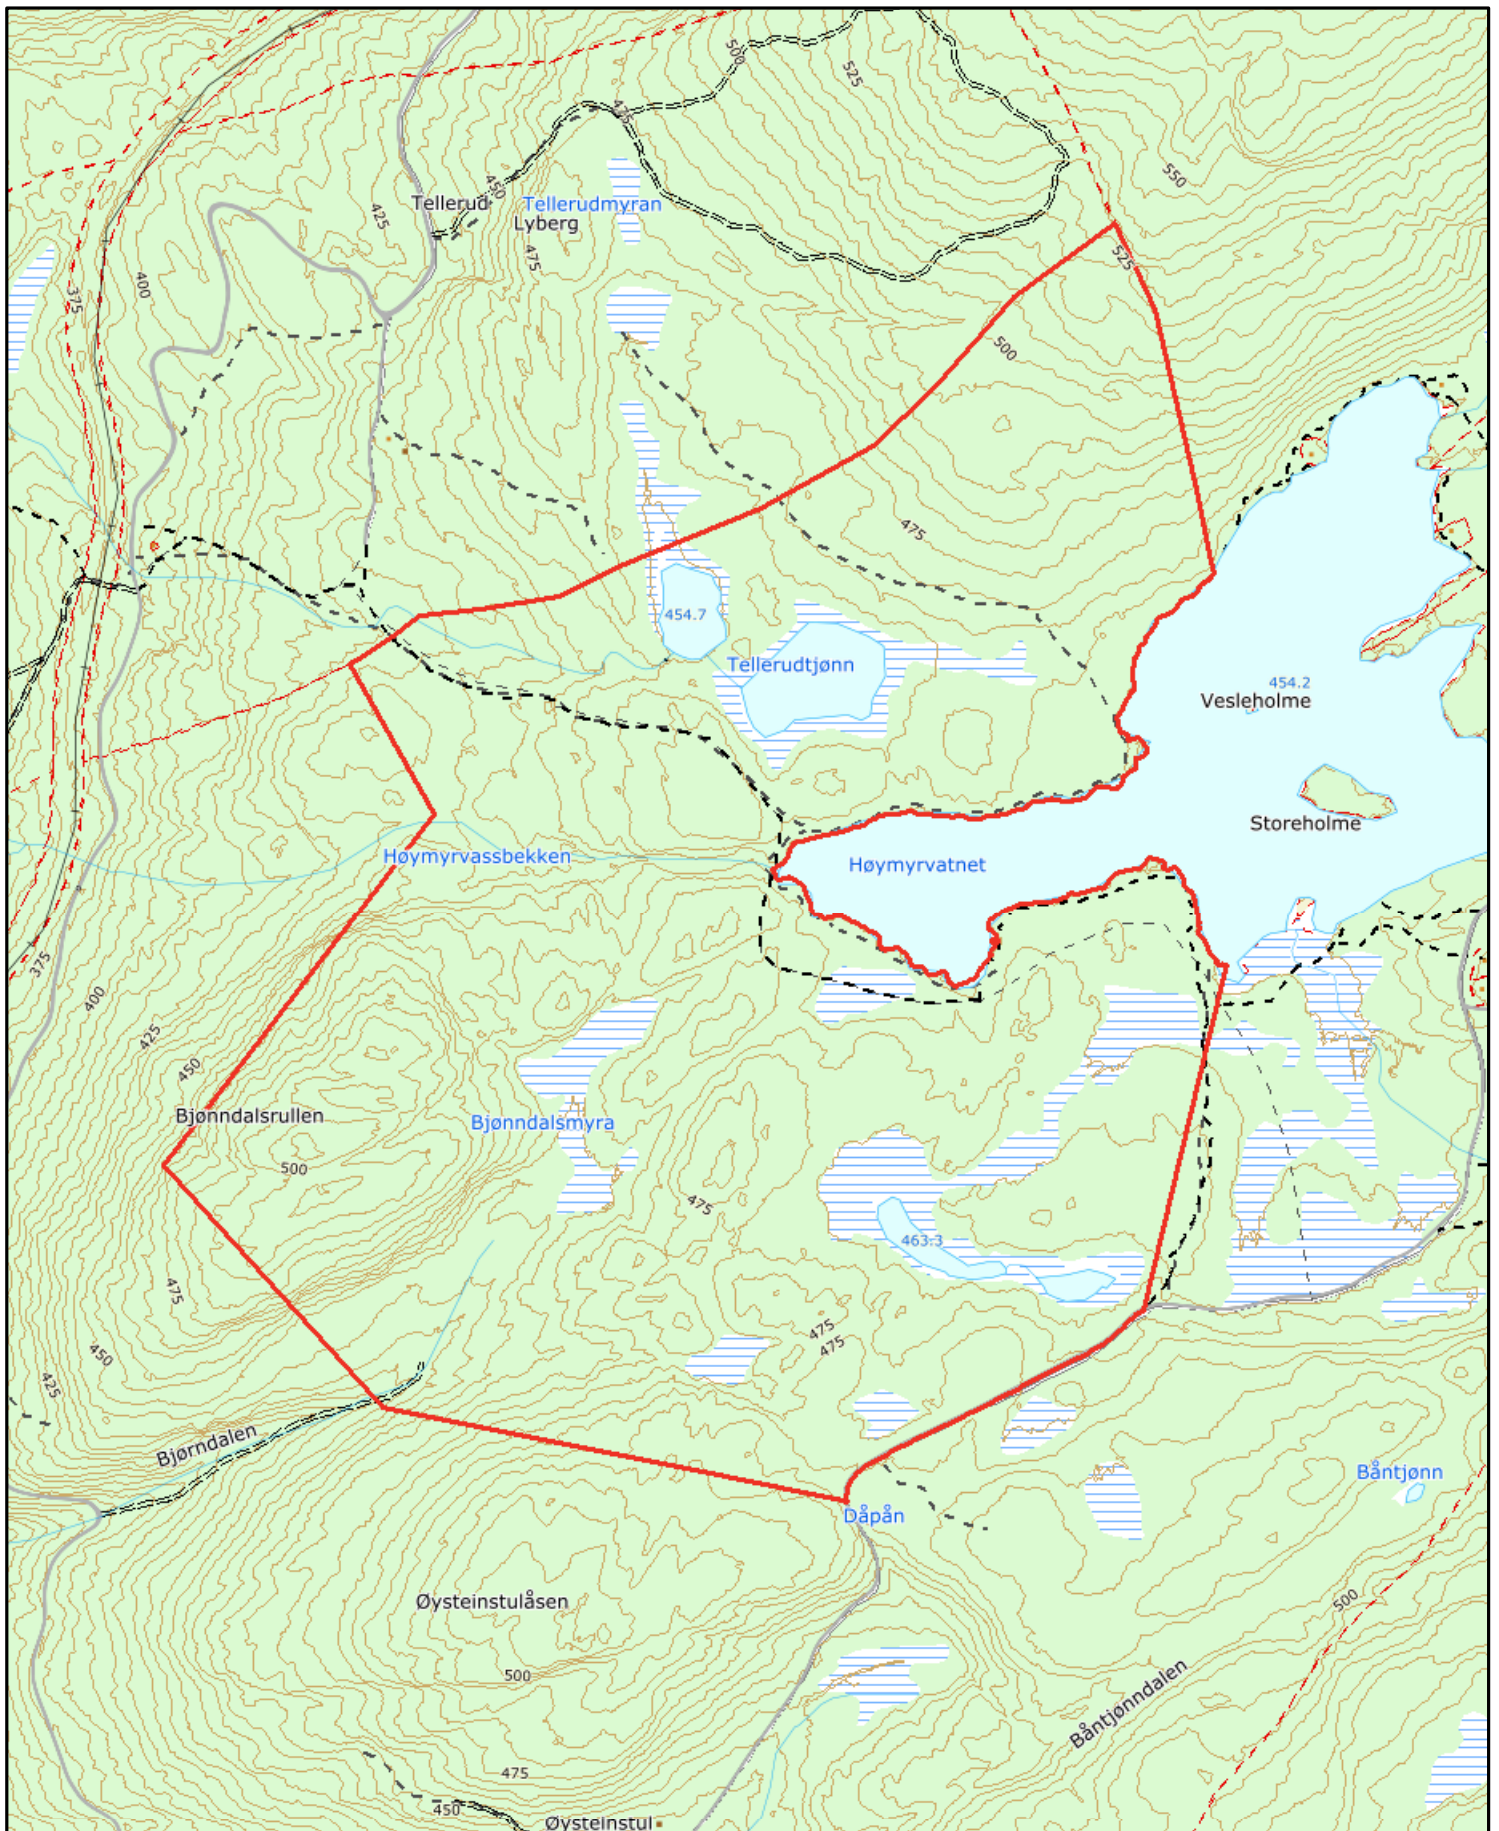 500
525
475
550
450
Tellerud
Tellerudmyran
425
Lyberg
475
525
400
375
500
475
454.7
Tellerudtjønn
454.2
Vesleholme
Storeholme
Høymyrvassbekken
Høymyrvatnet
375
400
425
450
Bjønndalsrullen
Bjønndalsmyra
500
475
463.3
475
475
475
450
425
Bjørndalen
Båntjønn
Dåpån
Øysteinstulåsen
500
500
Båntjønndalen
475
450
Øysteinstul